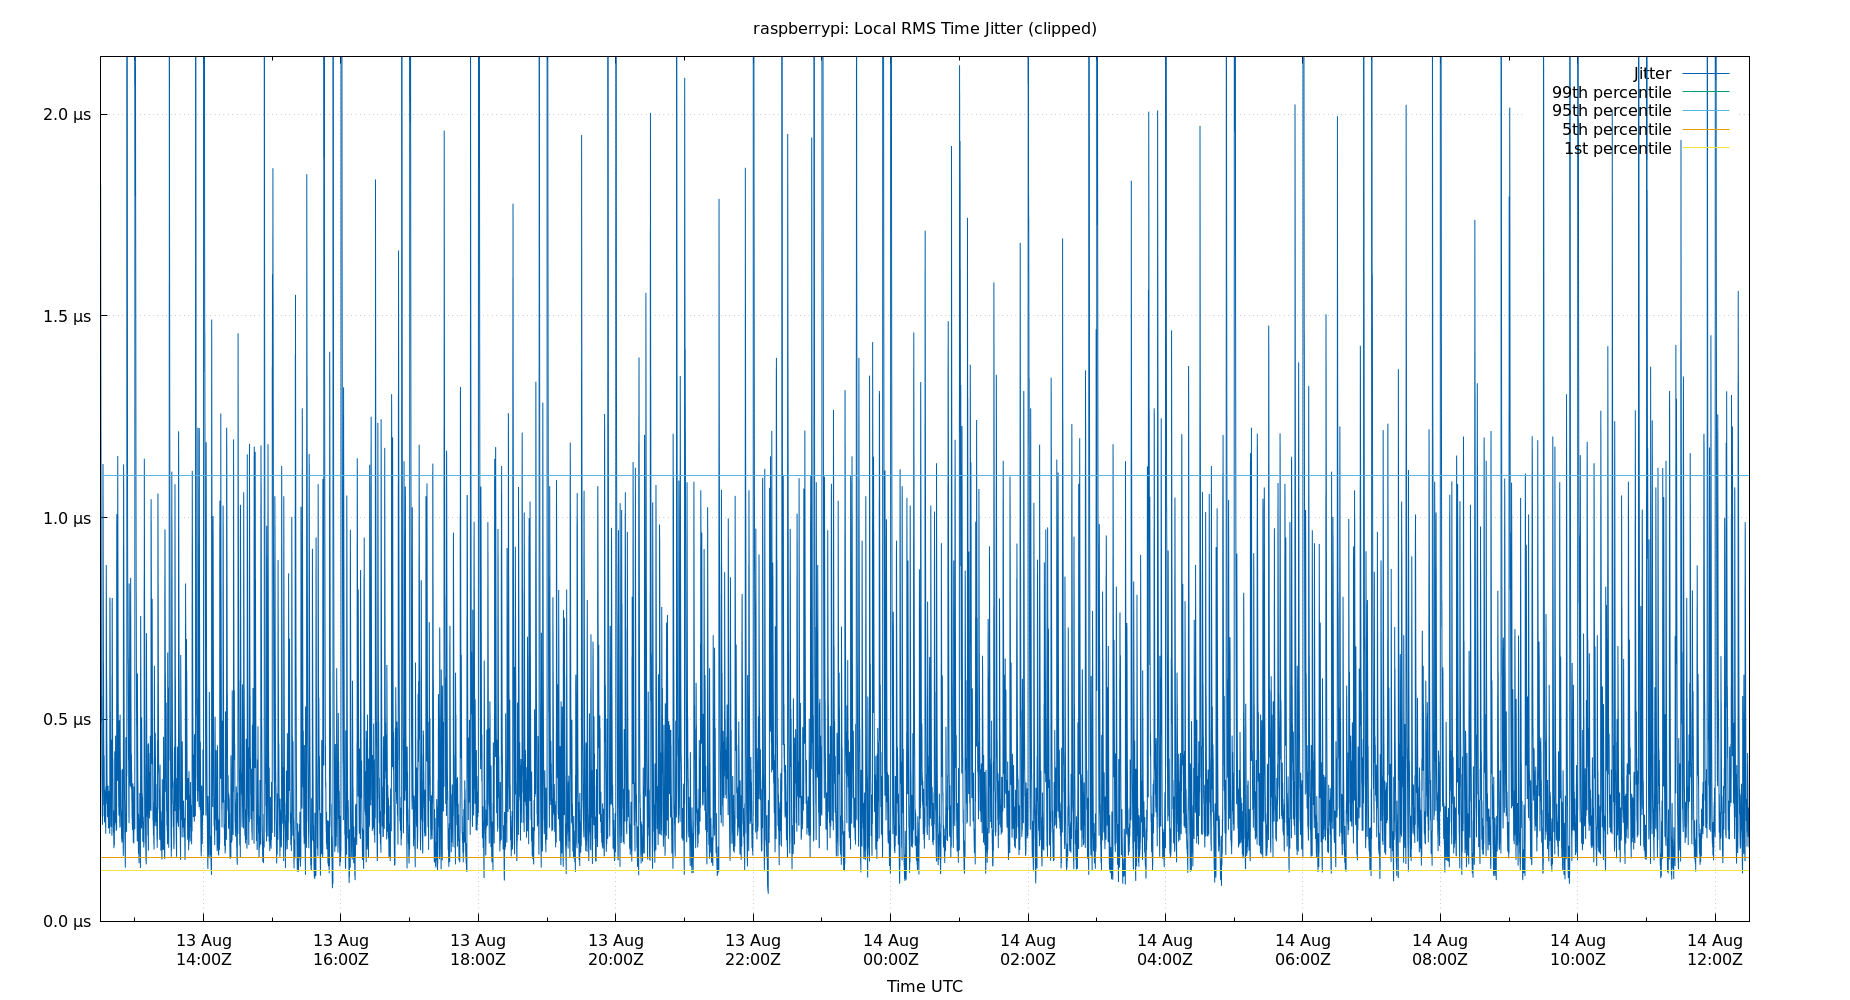 raspberrypi: Local RMS Time Jitter (clipped)
Jitter
99th percentile
95th percentile
5th percentile
1st percentile
2.0 µs
1.5 µs
1.0 µs
0.5 µs
0.0 µs
13 Aug 13 Aug 13 Aug 13 Aug 13 Aug 14 Aug 14 Aug 14 Aug 14 Aug 14 Aug 14 Aug 14 Aug
14:00Z 16:00Z 18:00Z 20:00Z 22:00Z 00:00Z 02:00Z 04:00Z 06:00Z 08:00Z 10:00Z 12:00Z
Time UTC